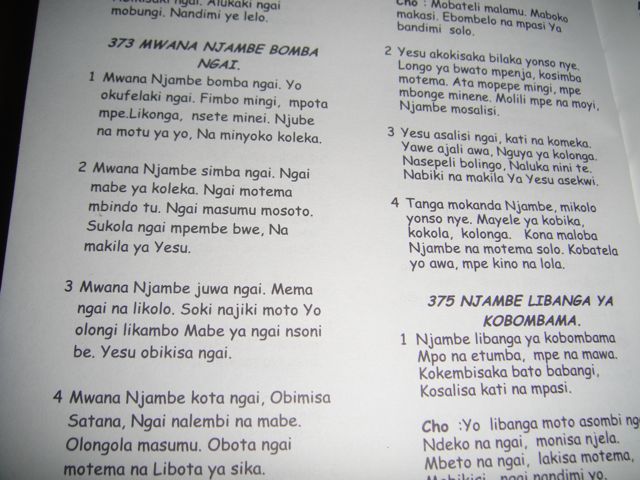 ngai. Alukaki ngai
mobungi. Nandimi ye lelo.
373 MWANA NJAMBE BOMBA
NGAI.
1 Mwana Njambe bomba ngai. Yo
okufelaki ngai. Fimbo mingi, mpota
mpe.Likonga, nsete minei. Njube
na motu ya yo, Na minyoko koleka.
2 Mwana Njambe simba ngai. Ngai
mabe ya koleka. Ngai motema
mbindo tu. Ngai masumu mosoto.
Sukola ngai mpembe bwe, Na
makila ya Yesu.
3 Mwana Njambe juwa ngai. Mema
ngai na likolo. Soki najiki moto Yo
olongi likambo Mabe ya ngai nsoni
be. Yesu obikisa ngai.
4 Mwana Njambe kota ngai, Obimisa
Satana, Ngai nalembi na mabe.
Olongola masumu. Obota ngai
motema na Libota ya sika.
Cho : Mobateli malamu. Maboko
makasi. Ebombelo na mpasi Ya
bandimi solo.
2 Yesu akokisaka bilaka yonso nye.
Longo ya bwato mpenja, kosimba
motema. Ata mopepe mingi, mpe
mbonge minene. Molili mpe na moyi,
Njambe mosalisi.
3 Yesu asalisi ngai, kati na komeka.
Yawe ajali awa, Nguya ya kolonga.
Nasepeli bolingo, Naluka nini te.
Nabiki na makila Ya Yesu asekwi.
4 Tanga mokanda Njambe, mikolo
yonso nye. Mayele ya kobika,
kokola, kolonga. Kona maloba
Njambe na motema solo. Kobatela
yo awa, mpe kino na lola.
375 NJAMBE LIBANGA YA
KOBOMBAMA.
1 Njambe libanga ya kobombama
Mpo na etumba, mpe na mawa.
Kokembisaka bato babangi,
Kosalisa kati na mpasi.
Cho :Yo libanga moto asombi
Ndeko na ngai, monisa njela.
Mbeto na ngai, lakisa motema,
ngai nandimi yo.